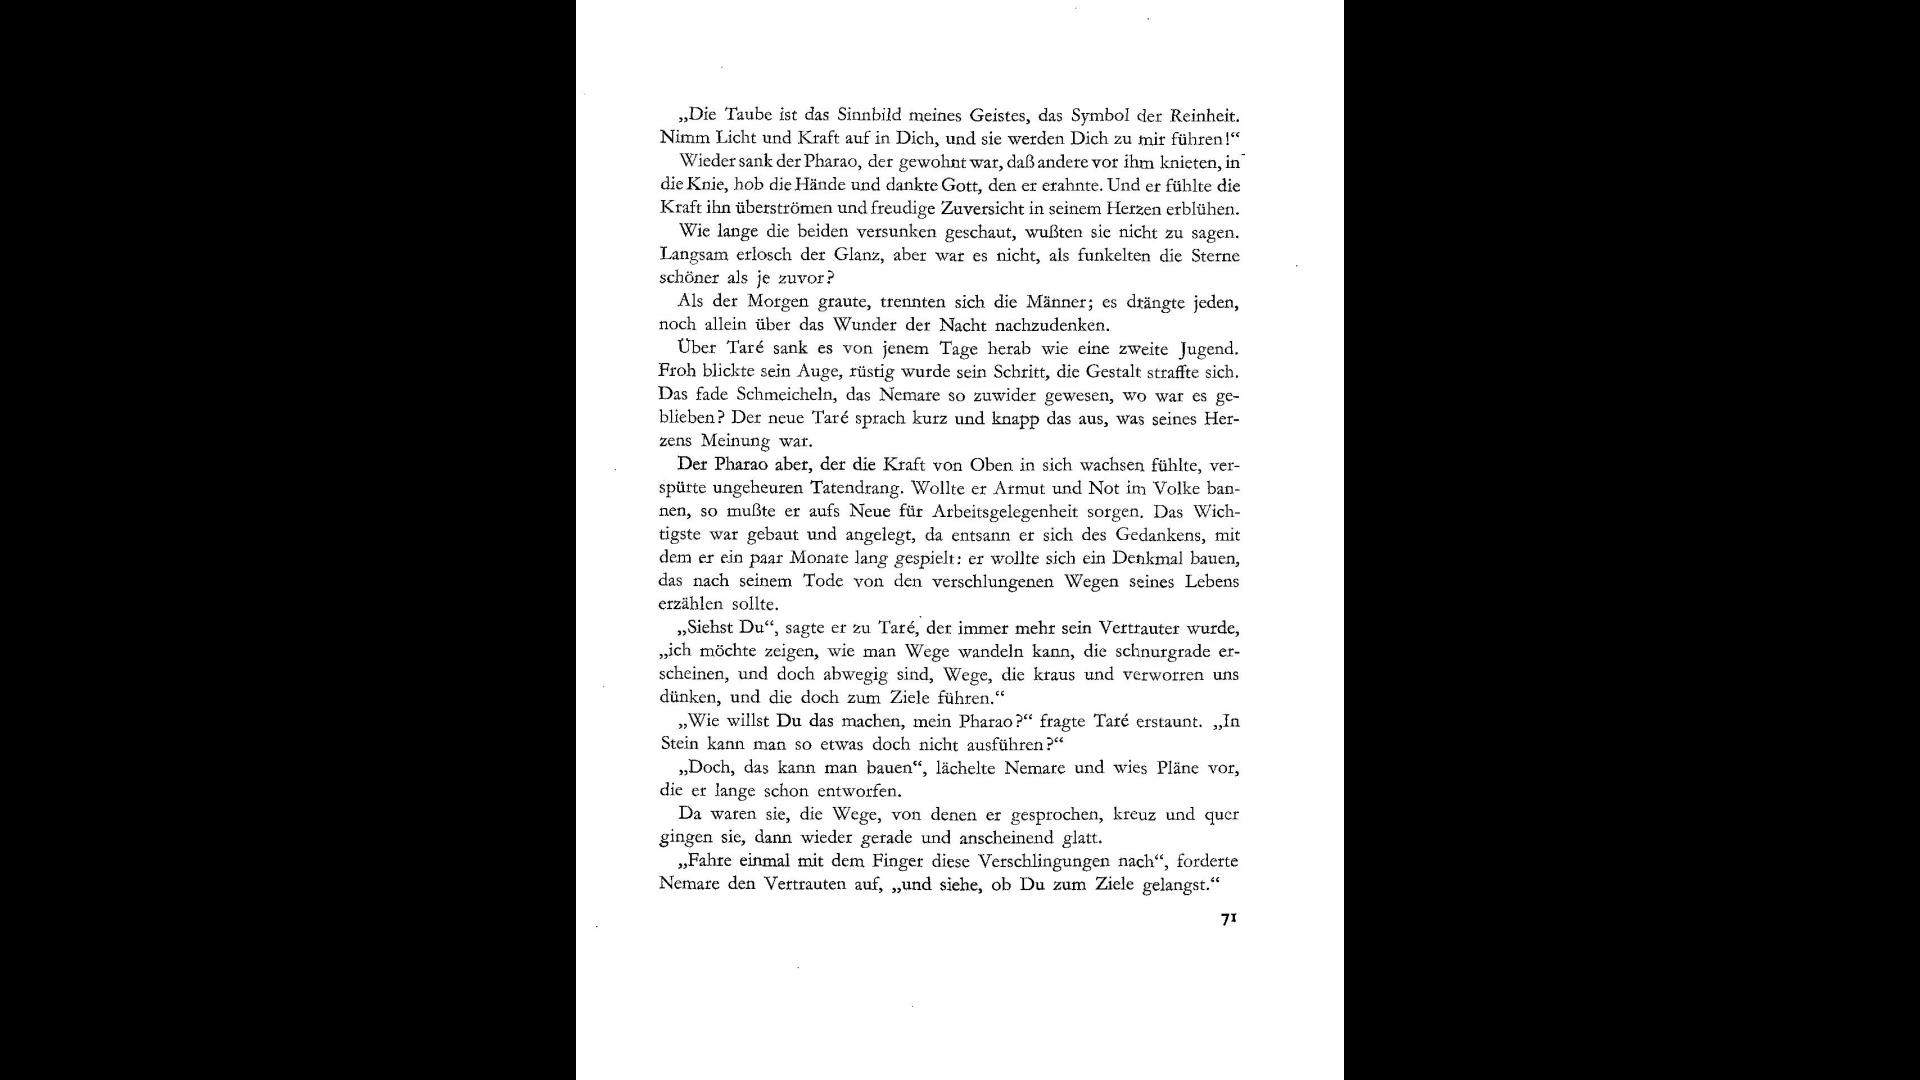 „Die Taube ist das Sinnbild meines Geistes, das Symbol der Reinheit.
Nimm Licht und Kraft auf in Dich, und sie werden Dich zu mir führen!“
Wieder sank der Pharao, der gewohnt war, daß andere vor ihm knieten, in
die Knie, hob die Hände und dankte Gott, den er erahnte. Und er fühlte die
Kraft ihn überströmen und freudige Zuversicht in seinem Herzen erblühen.
Wie lange die beiden versunken geschaut, wußten sie nicht zu sagen.
Langsam erlosch der Glanz, aber war es nicht, als funkelten die Sterne
schöner als je zuvor?
Als der Morgen graute, trennten sich die Männer; es drängte jeden,
noch allein über das Wunder der Nacht nachzudenken.
Über Taré sank es von jenem Tage herab wie eine zweite Jugend.
Froh blickte sein Auge, rüstig wurde sein Schritt, die Gestalt straffte sich.
Das fade Schmeicheln, das Nemare so zuwider gewesen, wo war es ge-
blieben? Der neue Taré sprach kurz und knapp das aus, was seines Her-
zens Meinung war.
Der Pharao aber, der die Kraft von Oben in sich wachsen fühlte, ver-
spürte ungeheuren Tatendrang. Wollte er Armut und Not im Volke ban-
nen, so mußte er aufs Neue für Arbeitsgelegenheit sorgen. Das Wich-
tigste war gebaut und angelegt, da entsann er sich des Gedankens, mit
dem er ein paar Monate lang gespielt: er wollte sich ein Denkmal bauen,
das nach seinem Tode von den verschlungenen Wegen seines Lebens
erzählen sollte.
„Siehst Du“, sagte er zu Taré, der immer mehr sein Vertrauter wurde,
„ich möchte zeigen, wie man Wege wandeln kann, die schnurgrade er-
scheinen, und doch abwegig sind, Wege, die kraus und verworren uns
dünken, und die doch zum Ziele führen.“
„Wie willst Du das machen, mein Pharao?“ fragte Taré erstaunt. „In
Stein kann man so etwas doch nicht ausführen?“
„Doch, das kann man bauen“, lächelte Nemare und wies Pläne vor,
die er lange schon entworfen.
Da waren sie, die Wege, von denen er gesprochen, kreuz und quer
gingen sie, dann wieder gerade und anscheinend glatt.
„Fahre einmal mit dem Finger diese Verschlingungen nach“, forderte
Nemare den Vertrauten auf, „und siehe, ob Du zum Ziele gelangst.“
71